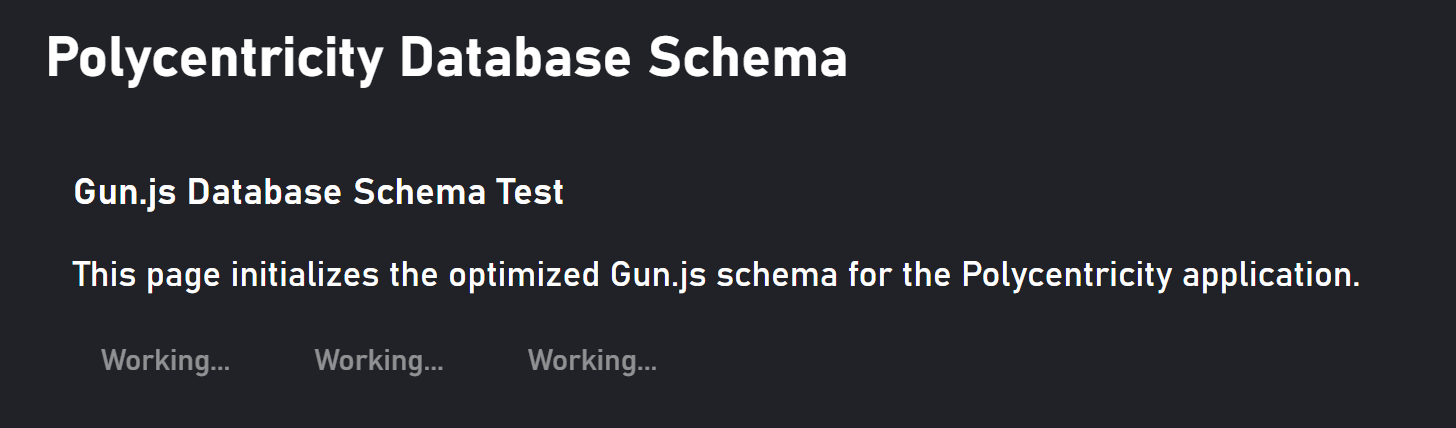 Polycentricity Database Schema
Gun.js Database Schema Test
This page initializes the optimized Gun.js schema for the Polycentricity application.
Working... Working... Working...